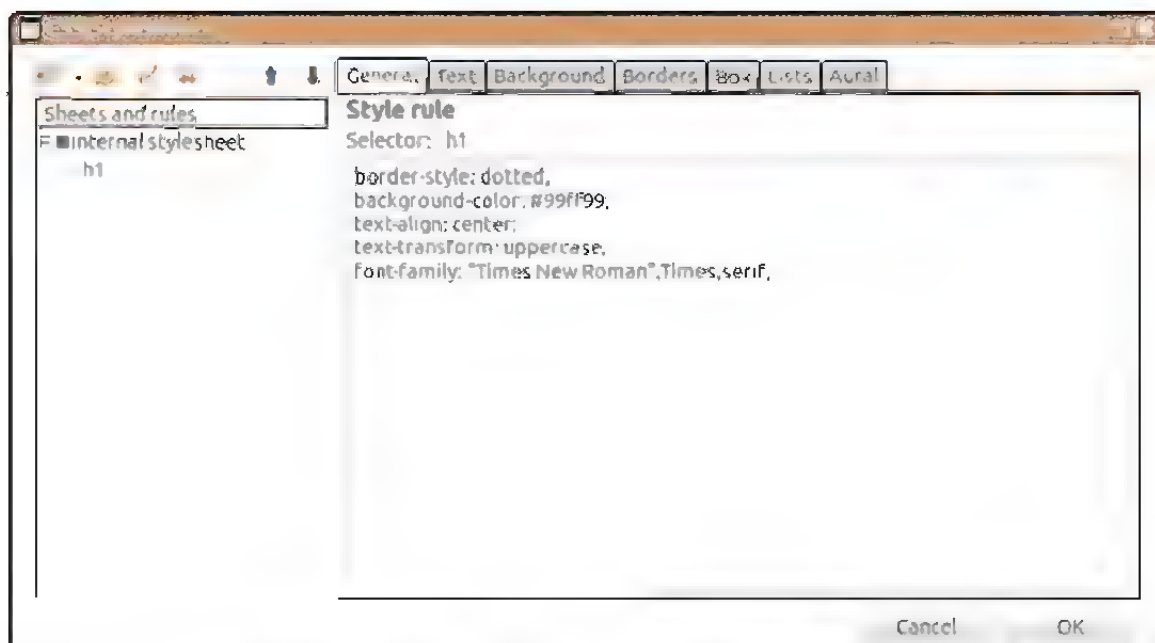 General Text Background Borders Box Lists Aural
Sheets and rules
internal stylesheet
h1
Style rule
Selector: h1
border-style: dotted;
background-color: #99ff99;
text-align: center;
text-transform: uppercase;
font-family: "Times New Roman",Times,serif;
Cancel OK